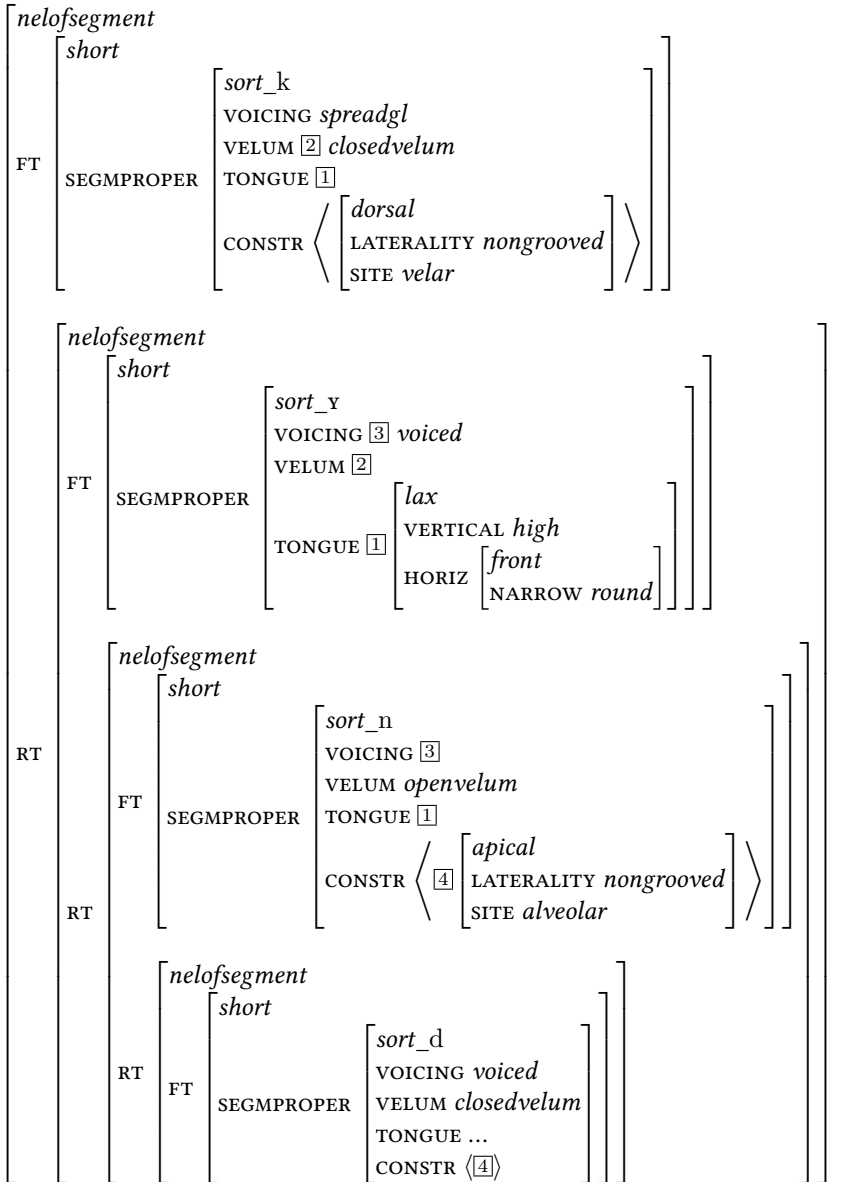 nelofsegment
short
sort_k
VOICING spreadgl
VELUM 2 closedvelum
FT
SEGMPROPER
TONGUE 1
dorsal
CONSTR ⟨ LATERALITY nongrooved ⟩
SITE velar
nelofsegment
short
sort_Y
VOICING 3 voiced
VELUM 2
FT
SEGMPROPER
lax
VERTICAL high
TONGUE 1
front
HORIZ
NARROW round
nelofsegment
short
sort_n
RT
VOICING 3
VELUM openvelum
FT
SEGMPROPER
TONGUE 1
apical
CONSTR ⟨ 4 LATERALITY nongrooved ⟩
RT
SITE alveolar
nelofsegment
short
sort_d
RT
VOICING voiced
FT
SEGMPROPER
VELUM closedvelum
TONGUE ...
CONSTR ⟨4⟩